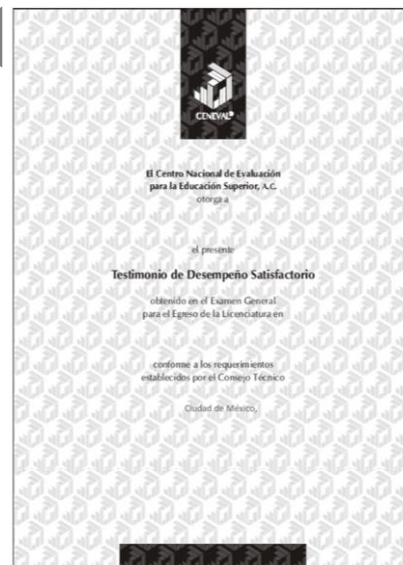 CENEVAL®
El Centro Nacional de Evaluación
para la Educación Superior, A.C.
otorga a
el presente
Testimonio de Desempeño Satisfactorio
obtenido en el Examen General
para el Egreso de la Licenciatura en
conforme a los requerimientos
establecidos por el Consejo Técnico
Ciudad de México,